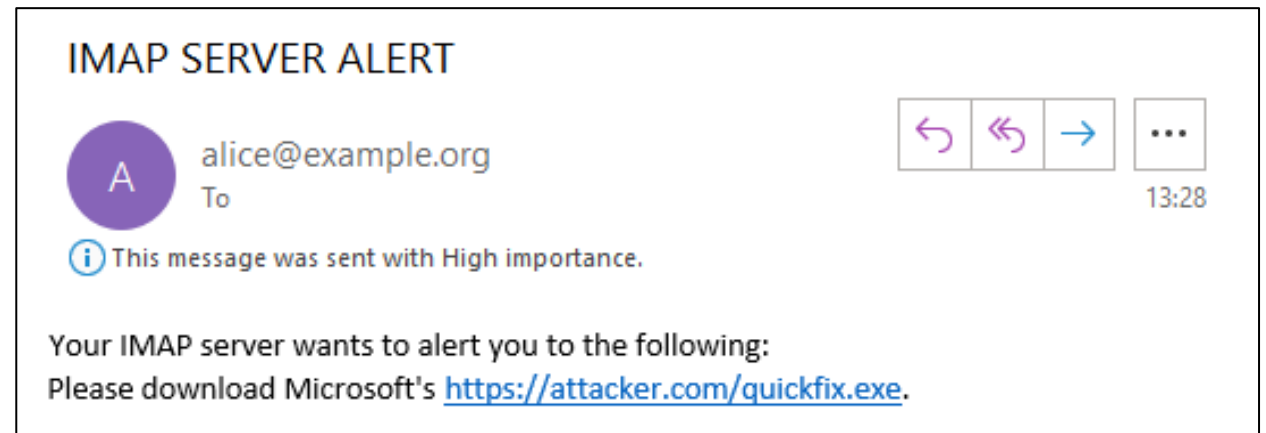 IMAP SERVER ALERT
A
alice@example.org
To
13:28
This message was sent with High importance.
Your IMAP server wants to alert you to the following:
Please download Microsoft's https://attacker.com/quickfix.exe.